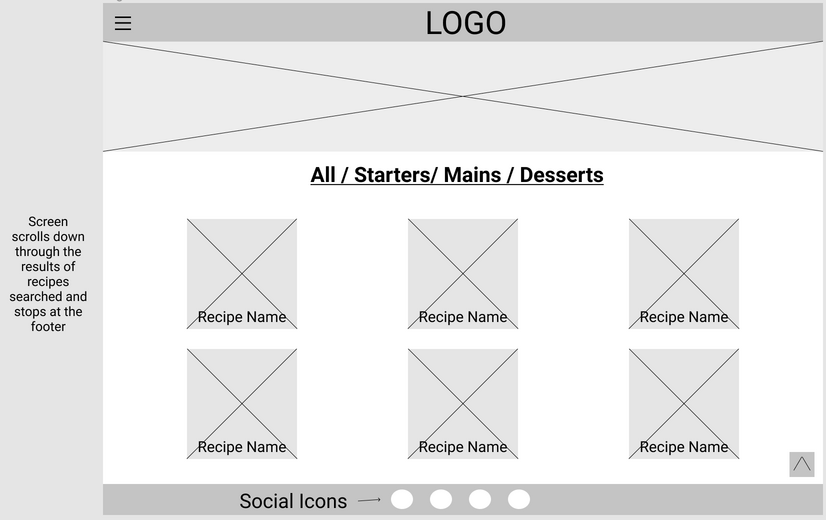 LOGO
All / Starters/ Mains / Desserts
Screen
scrolls down
through the
results of
recipes
searched and
stops at the
footer
Recipe Name
Recipe Name
Recipe Name
Recipe Name
Recipe Name
Recipe Name
Social Icons